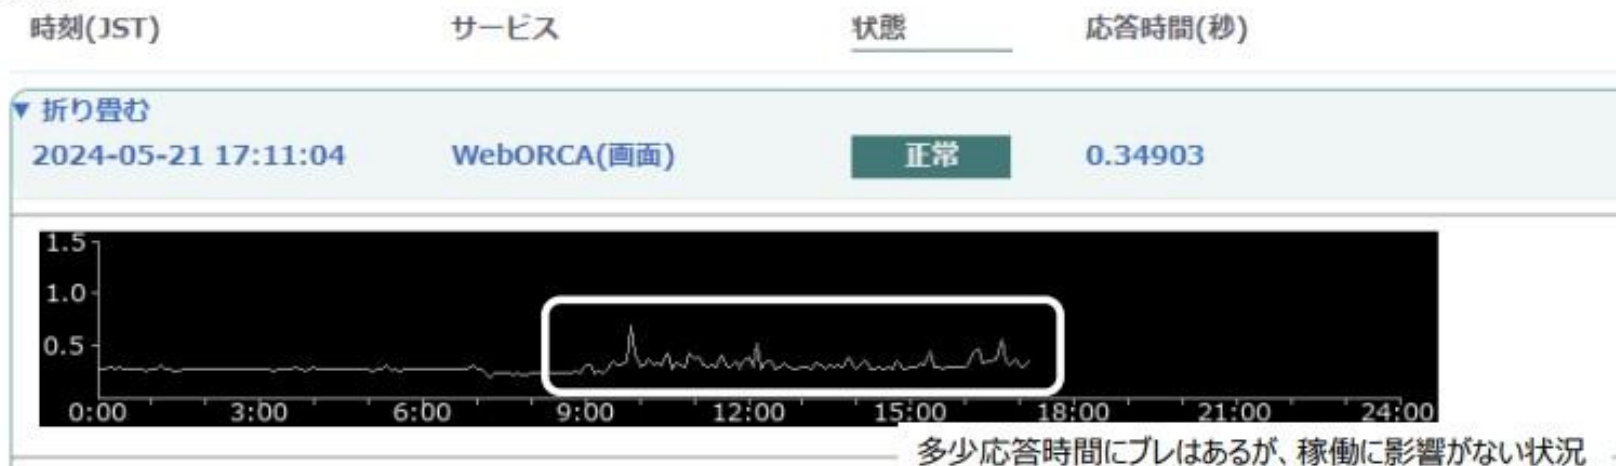 時刻(JST) サービス 状態 応答時間(秒)
▼ 折り畳む
2024-05-21 17:11:04 WebORCA(画面) 正常 0.34903
1.5
1.0
0.5
0:00 3:00 6:00 9:00 12:00 15:00 18:00 21:00 24:00
多少応答時間にブレはあるが、稼働に影響がない状況